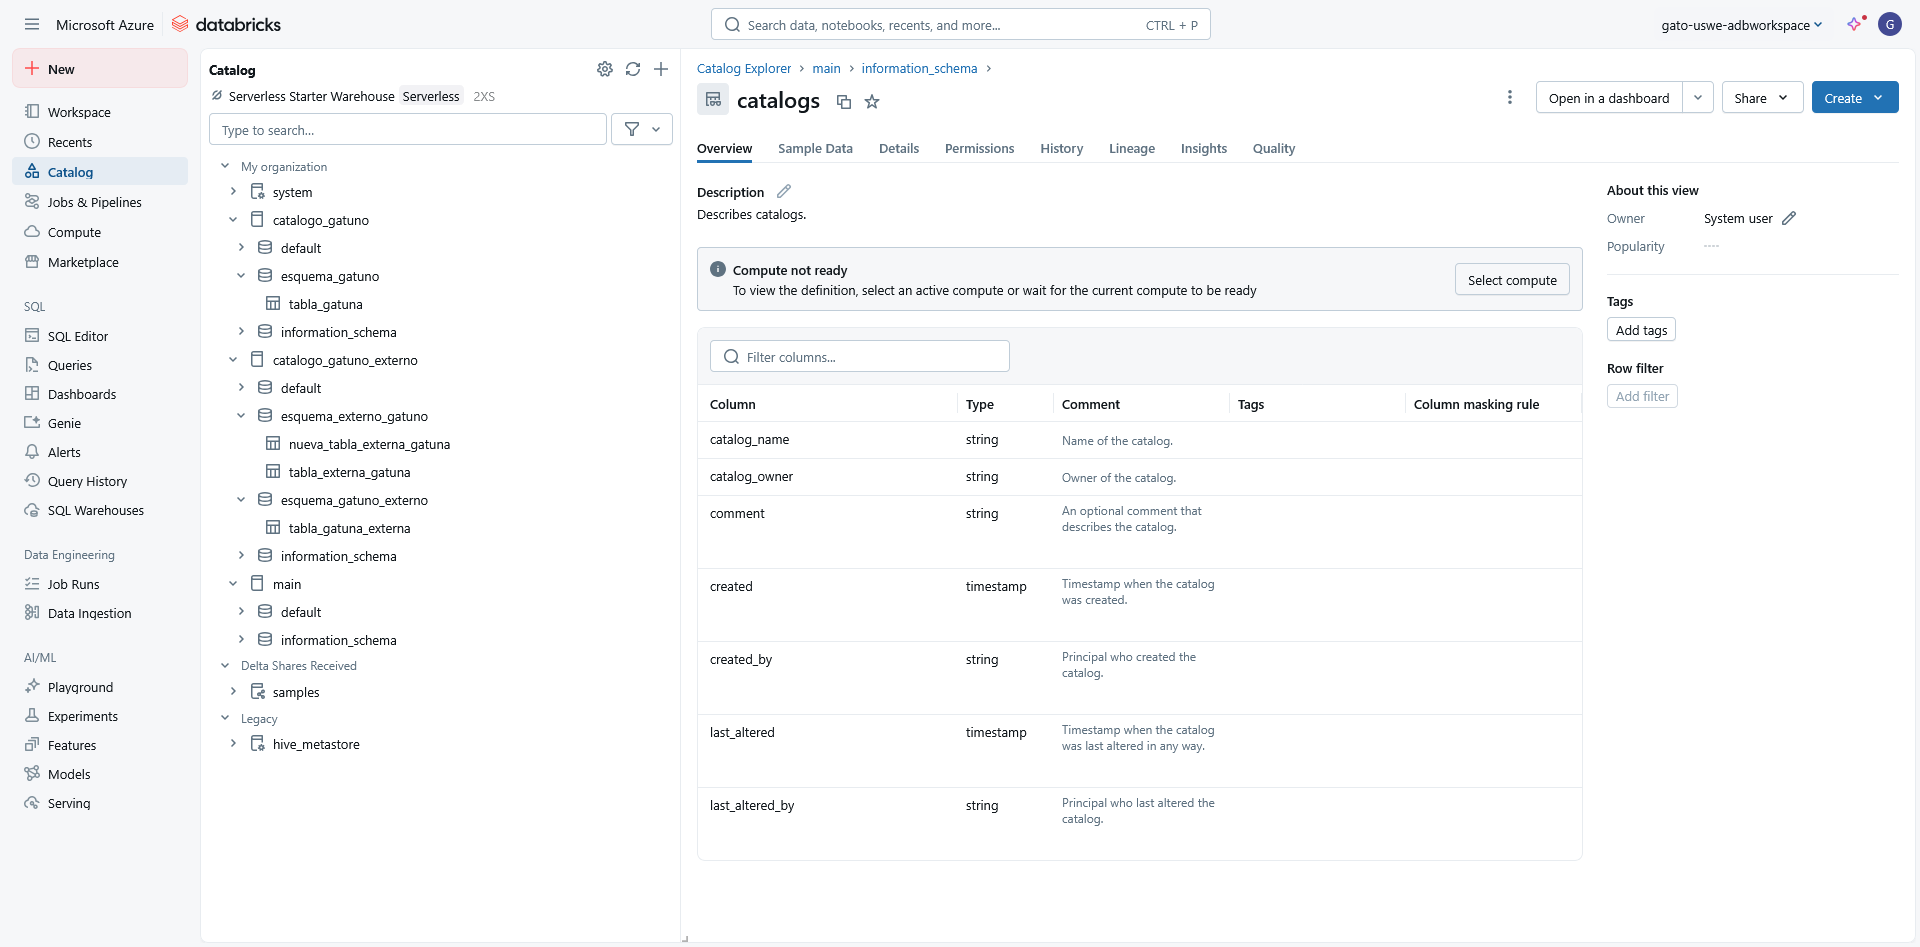 Microsoft Azure
databricks
Search data, notebooks, recents, and more...
CTRL + P
gato-uswe-adbworkspace
G
New
Workspace
Recents
Catalog
Jobs & Pipelines
Compute
Marketplace
SQL
SQL Editor
Queries
Dashboards
Genie
Alerts
Query History
SQL Warehouses
Data Engineering
Job Runs
Data Ingestion
AI/ML
Playground
Experiments
Features
Models
Serving
Catalog
Serverless Starter Warehouse Serverless 2XS
Type to search...
My organization
system
catalogo_gatuno
default
esquema_gatuno
tabla_gatuna
information_schema
catalogo_gatuno_externo
default
esquema_externo_gatuno
nueva_tabla_externa_gatuna
tabla_externa_gatuna
esquema_gatuno_externo
tabla_gatuna_externa
information_schema
main
default
information_schema
Delta Shares Received
samples
Legacy
hive_metastore
Catalog Explorer > main > information_schema >
catalogs
Open in a dashboard
Share
Create
Overview Sample Data Details Permissions History Lineage Insights Quality
Description
Describes catalogs.
Compute not ready
To view the definition, select an active compute or wait for the current compute to be ready
Select compute
Filter columns...
Column Type Comment Tags Column masking rule
catalog_name string Name of the catalog.
catalog_owner string Owner of the catalog.
comment string An optional comment that
describes the catalog.
created timestamp Timestamp when the catalog
was created.
created_by string Principal who created the
catalog.
last_altered timestamp Timestamp when the catalog
was last altered in any way.
last_altered_by string Principal who last altered the
catalog.
About this view
Owner System user
Popularity ----
Tags
Add tags
Row filter
Add filter